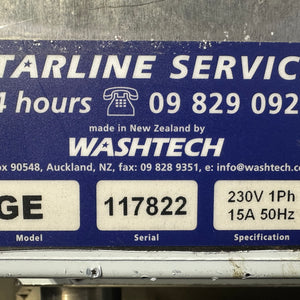 TARLINE SERVIC
4 hours ☎ 09 829 092
made in New Zealand by
WASHTECH
ox 90548, Auckland, NZ, fax: 09 828 9351, e: info@washtech.c
GE 117822 230V 1Ph
15A 50Hz
Model Serial Specification